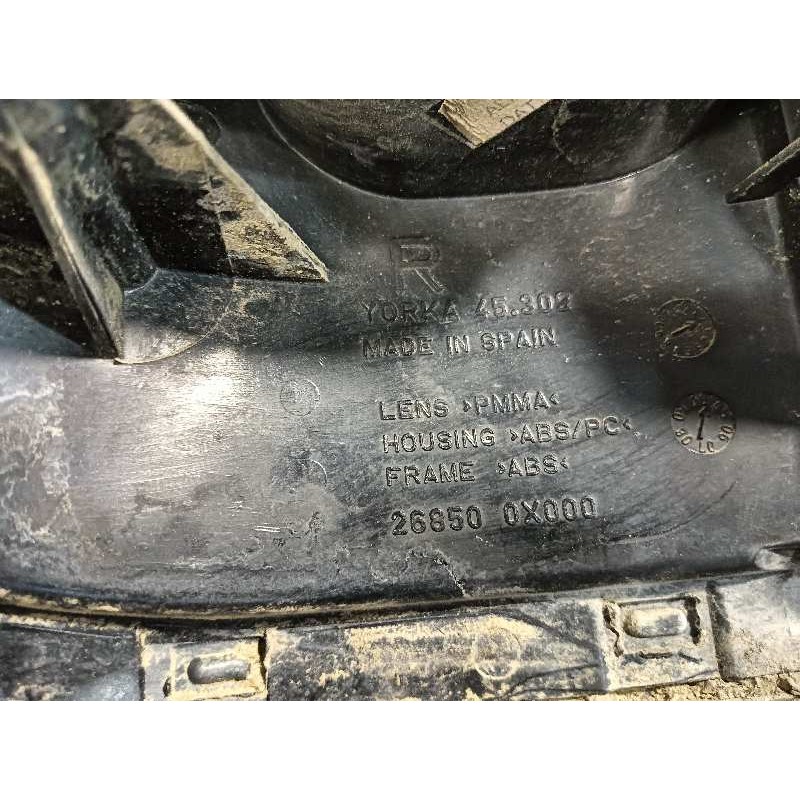 R
YORKA 45.302
MADE IN SPAIN
LENS >PMMA<
HOUSING >ABS/PC<
FRAME >ABS<
26850 0X000